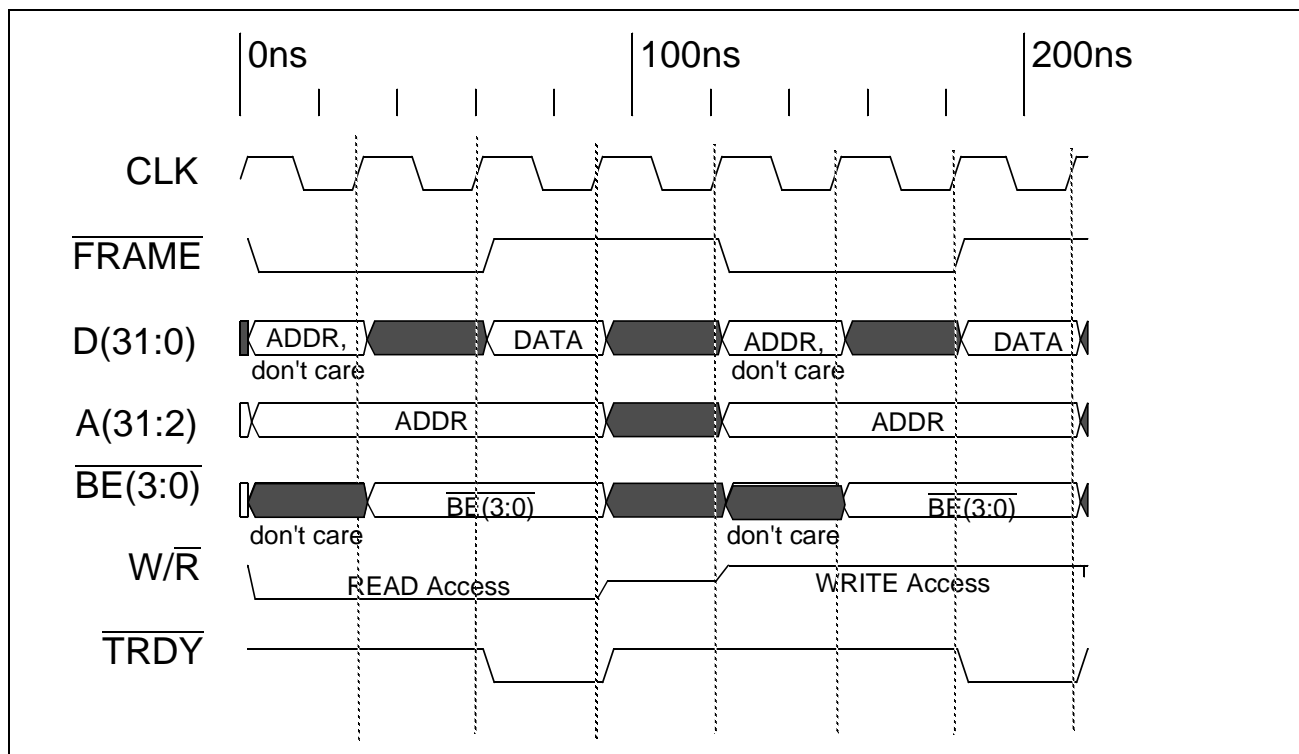 0ns 100ns 200ns
CLK
FRAME
D(31:0) ADDR, DATA ADDR, DATA
don't care don't care
A(31:2) ADDR ADDR
BE(3:0) BE(3:0) BE(3:0)
don't care don't care
W/R READ Access WRITE Access
TRDY